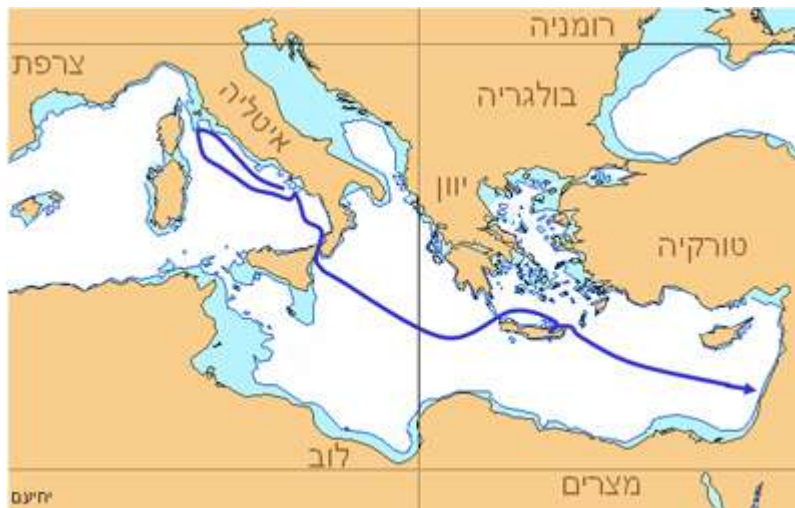 רומניה
צרפת
בולגריה
איטליה
יוון
טורקיה
לוב
מצרים
יחיעם